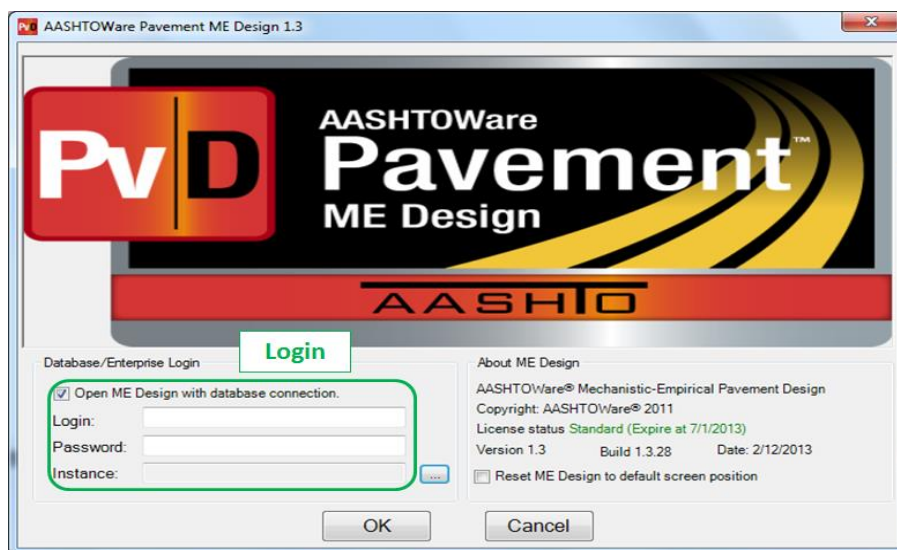 PvD AASHTOWare Pavement ME Design 1.3
PvD
AASHTOWare
Pavement™
ME Design
AASHTO
Login
Database/Enterprise Login
Open ME Design with database connection.
Login:
Password:
Instance:
...
About ME Design
AASHTOWare® Mechanistic-Empirical Pavement Design
Copyright: AASHTOWare® 2011
License status Standard (Expire at 7/1/2013)
Version 1.3 Build 1.3.28 Date: 2/12/2013
Reset ME Design to default screen position
OK
Cancel